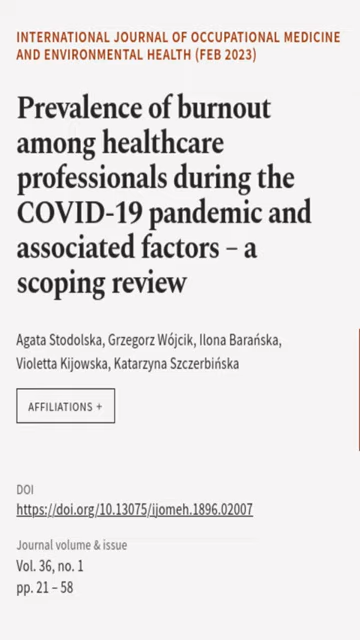 INTERNATIONAL JOURNAL OF OCCUPATIONAL MEDICINE
AND ENVIRONMENTAL HEALTH (FEB 2023)
Prevalence of burnout
among healthcare
professionals during the
COVID-19 pandemic and
associated factors – a
scoping review
Agata Stodolska, Grzegorz Wójcik, Ilona Barańska,
Violetta Kijowska, Katarzyna Szczerbińska
AFFILIATIONS +
DOI
https://doi.org/10.13075/ijomeh.1896.02007
Journal volume & issue
Vol. 36, no. 1
pp. 21 – 58